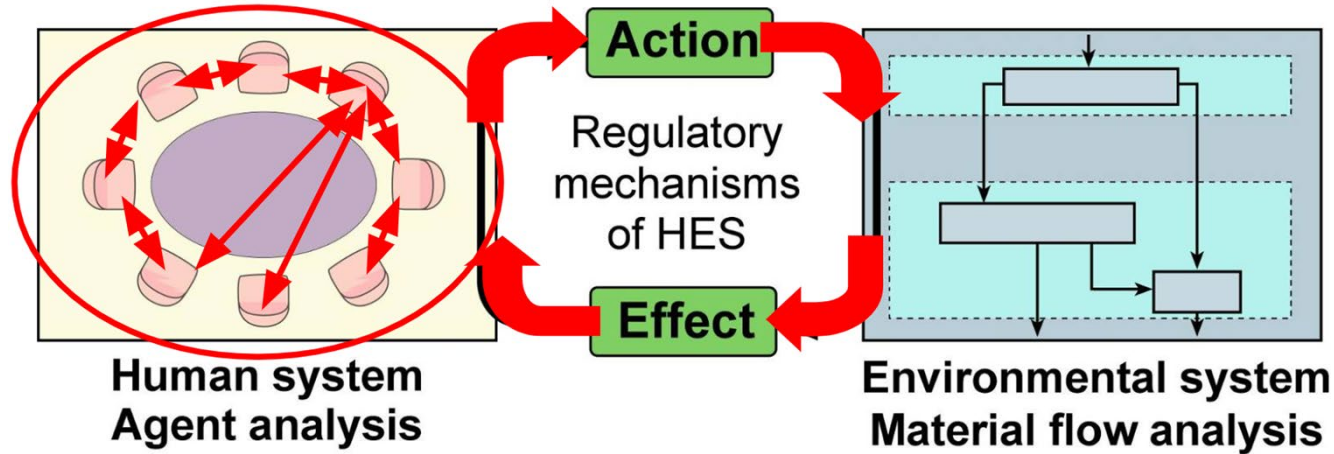 Action
Regulatory
mechanisms
of HES
Effect
Human system
Agent analysis
Environmental system
Material flow analysis